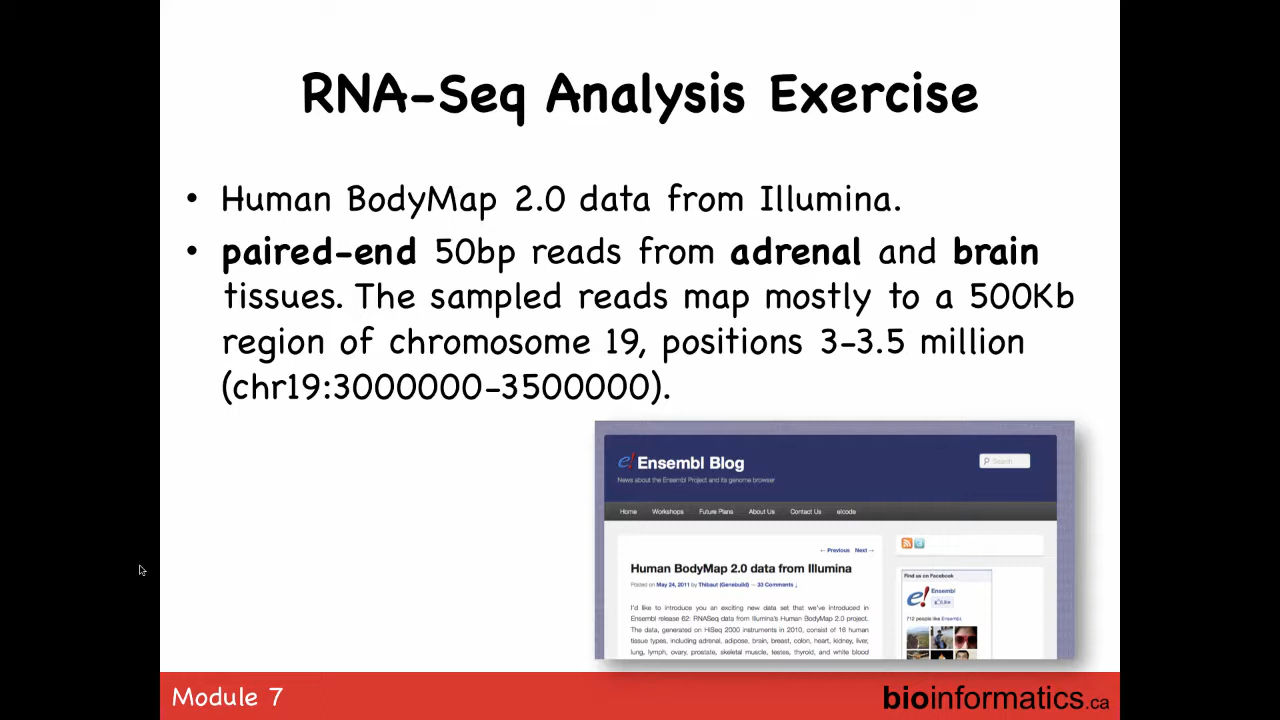 RNA-Seq Analysis Exercise
• Human BodyMap 2.0 data from Illumina.
• paired-end 50bp reads from adrenal and brain
tissues. The sampled reads map mostly to a 500Kb
region of chromosome 19, positions 3-3.5 million
(chr19:3000000-3500000).
e! Ensembl Blog
Search
News about the Ensembl Project and its genome browser
Home Workshops Future Plans About Us Contact Us e!code
← Previous Next →
Human BodyMap 2.0 data from Illumina
Posted on May 24, 2011 by Thibaut (Genebuild) — 33 Comments ↓
I'd like to introduce you an exciting new data set that we've introduced in
Ensembl release 62: RNASeq data from Illumina's Human BodyMap 2.0 project.
The data, generated on HiSeq 2000 instruments in 2010, consist of 16 human
tissue types, including adrenal, adipose, brain, breast, colon, heart, kidney, liver,
lung, lymph, ovary, prostate, skeletal muscle, testes, thyroid, and white blood
Find us on Facebook
e!
Ensembl
Like
712 people like Ensembl.
Module 7
bioinformatics.ca